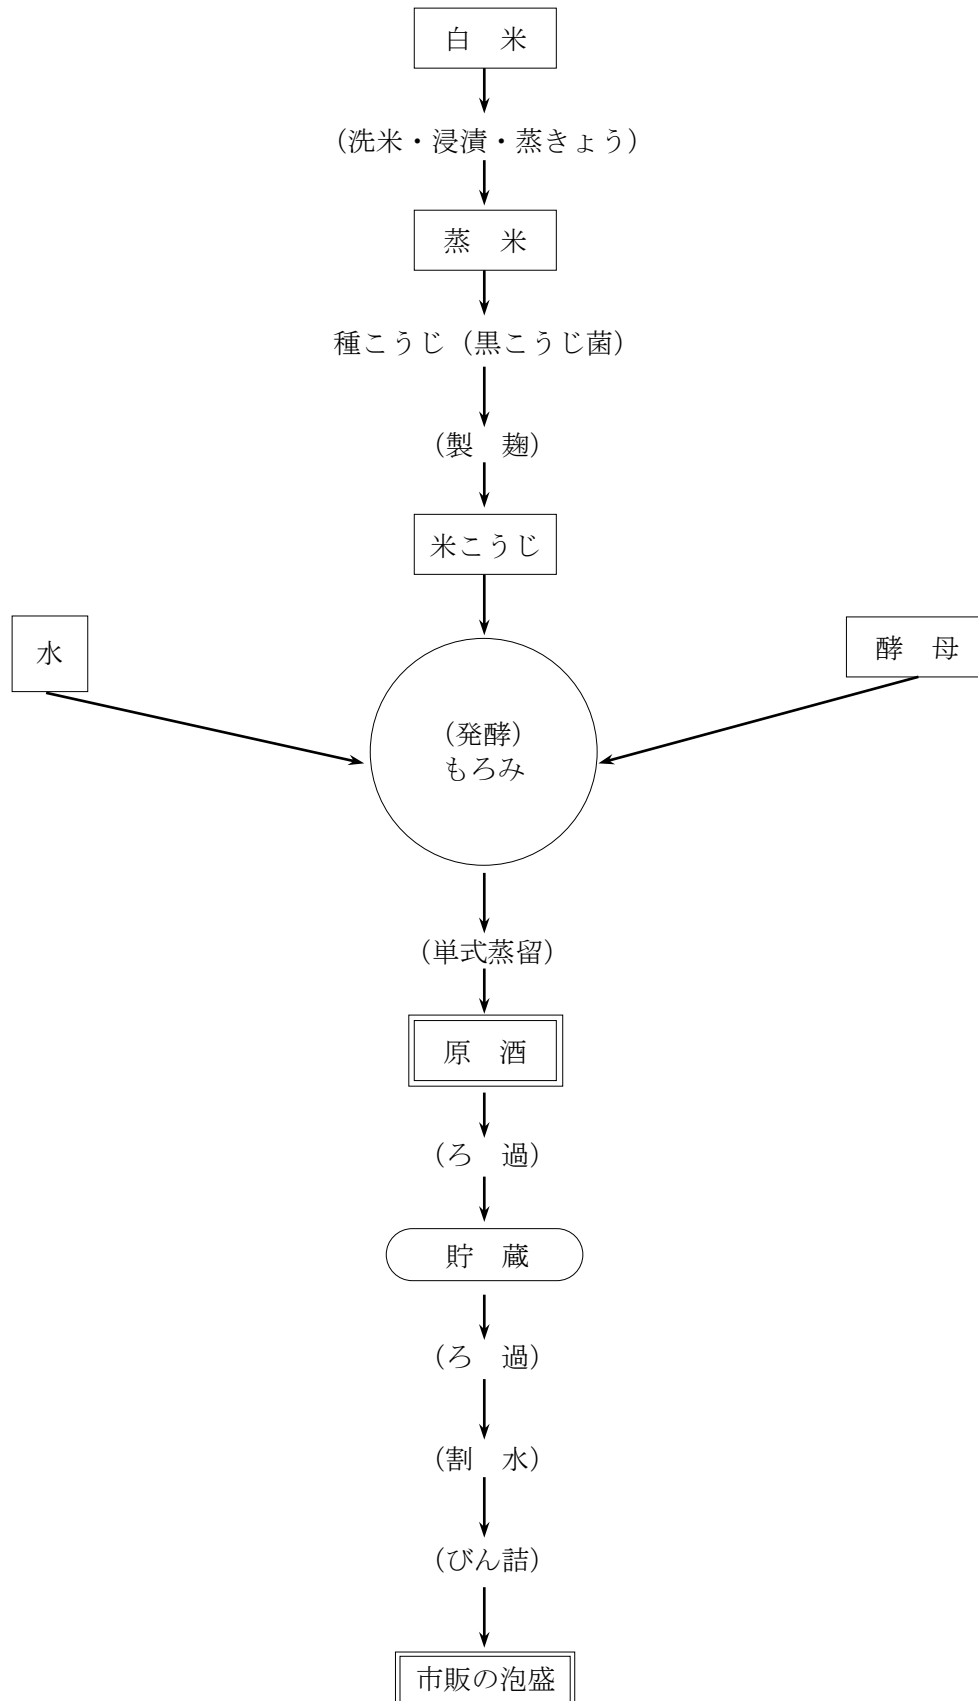 白　米
（洗米・浸漬・蒸きょう）
蒸　米
種こうじ（黒こうじ菌）
（製　麹）
米こうじ
水
酵　母
（発酵）
もろみ
（単式蒸留）
原　酒
（ろ　過）
貯　蔵
（ろ　過）
（割　水）
（びん詰）
市販の泡盛